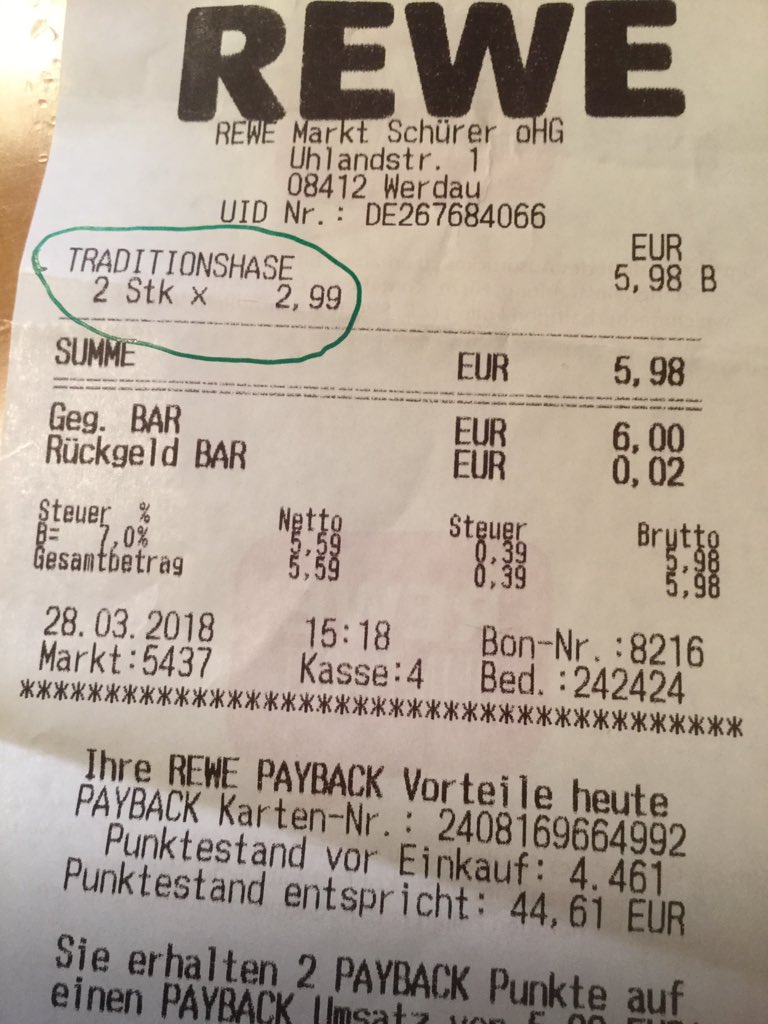 REWE
REWE Markt Schürer oHG
Uhlandstr. 1
08412 Werdau
UID Nr.: DE267684066
EUR
TRADITIONSHASE 5,98 B
2 Stk x 2,99
SUMME EUR 5,98
Geg. BAR EUR 6,00
Rückgeld BAR EUR 0,02
Steuer % Netto Steuer Brutto
B= 7,0% 5,59 0,39 5,98
Gesamtbetrag 5,59 0,39 5,98
28.03.2018 15:18 Bon-Nr.:8216
Markt:5437 Kasse:4 Bed.:242424
*******************************************
Ihre REWE PAYBACK Vorteile heute
PAYBACK Karten-Nr.: 2408169664992
Punktestand vor Einkauf: 4.461
Punktestand entspricht: 44,61 EUR
Sie erhalten 2 PAYBACK Punkte auf
einen PAYBACK Umsatz von